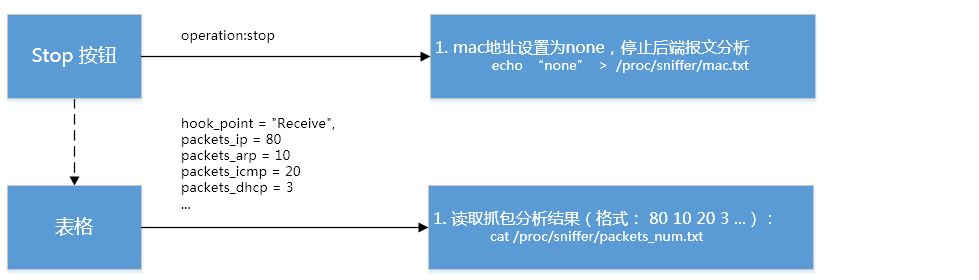 Stop 按钮
operation:stop
1. mac地址设置为none，停止后端报文分析
echo “none” > /proc/sniffer/mac.txt
hook_point = "Receive",
packets_ip = 80
packets_arp = 10
packets_icmp = 20
packets_dhcp = 3
...
表格
1. 读取抓包分析结果（格式： 80 10 20 3 ...）：
cat /proc/sniffer/packets_num.txt